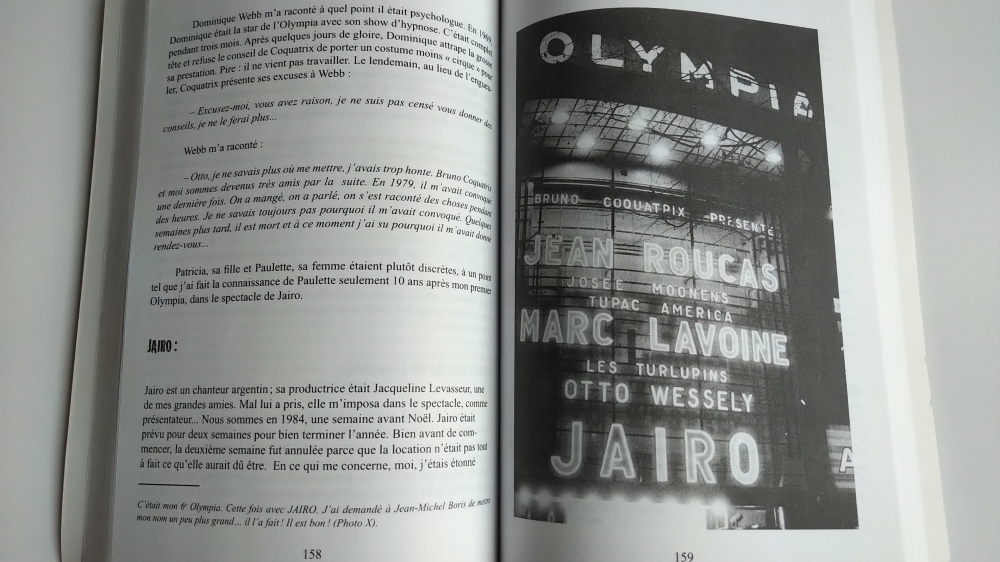 Dominique Webb m'a raconté à quel point il était psychologue. En 1969,
Dominique était la star de l'Olympia avec son show d'hypnose. C'était complet
pendant trois mois. Après quelques jours de gloire, Dominique attrape la grosse
tête et refuse le conseil de Coquatrix de porter un costume moins « cirque » pour
sa prestation. Pire : il ne vient pas travailler. Le lendemain, au lieu de l'engueu-
ler, Coquatrix présente ses excuses à Webb :
– Excusez-moi, vous avez raison, je ne suis pas censé vous donner des
conseils, je ne le ferai plus...
Webb m'a raconté :
– Otto, je ne savais plus où me mettre, j'avais trop honte. Bruno Coquatrix
et moi sommes devenus très amis par la suite. En 1979, il m'avait convoqué
une dernière fois. On a mangé, on a parlé, on s'est raconté des choses pendant
des heures. Je ne savais toujours pas pourquoi il m'avait convoqué. Quelques
semaines plus tard, il est mort et à ce moment j'ai su pourquoi il m'avait donné
rendez-vous...
Patricia, sa fille et Paulette, sa femme étaient plutôt discrètes, à un point
tel que j'ai fait la connaissance de Paulette seulement 10 ans après mon premier
Olympia, dans le spectacle de Jairo.
JAIRO :
Jairo est un chanteur argentin ; sa productrice était Jacqueline Levasseur, une
de mes grandes amies. Mal lui a pris, elle m'imposa dans le spectacle, comme
présentateur... Nous sommes en 1984, une semaine avant Noël. Jairo était
prévu pour deux semaines pour bien terminer l'année. Bien avant de com-
mencer, la deuxième semaine fut annulée parce que la location n'était pas tout
à fait ce qu'elle aurait dû être. En ce qui me concerne, moi, j'étais étonné
C'était mon 6e Olympia. Cette fois avec JAIRO. J'ai demandé à Jean-Michel Boris de mettre
mon nom un peu plus grand... il l'a fait ! Il est bon ! (Photo X).
158
OLYMPIA
BRUNO COQUATRIX PRÉSENTE
JEAN ROUCAS
JOSÉE MOONENS
TUPAC AMERICA
MARC LAVOINE
LES TURLUPINS
OTTO WESSELY
JAIRO
A
159